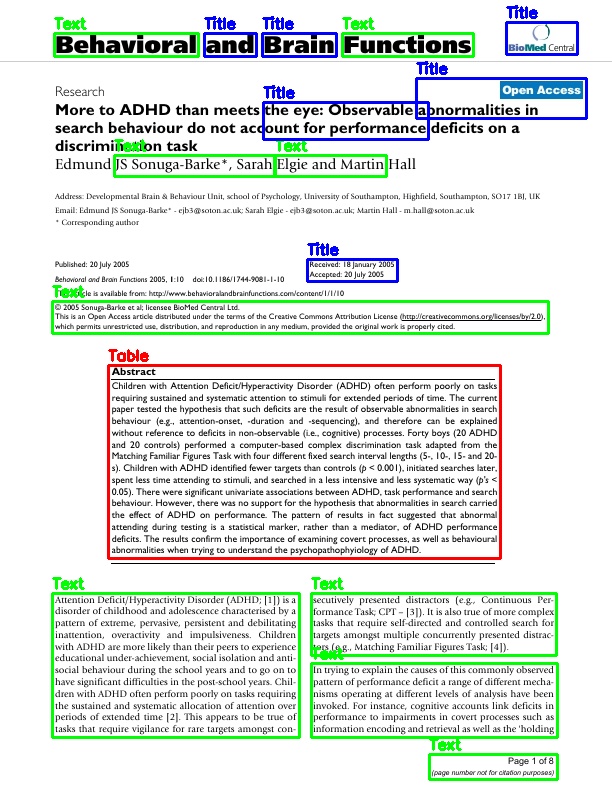 Text Title Title Text Title
Behavioral and Brain Functions
BioMed Central
Title
Research
Open Access
Title
More to ADHD than meets the eye: Observable abnormalities in
search behaviour do not account for performance deficits on a
discrimination task
Text Text
Edmund JS Sonuga-Barke*, Sarah Elgie and Martin Hall
Address: Developmental Brain & Behaviour Unit, school of Psychology, University of Southampton, Highfield, Southampton, SO17 1BJ, UK
Email: Edmund JS Sonuga-Barke* - ejb3@soton.ac.uk; Sarah Elgie - ejb3@soton.ac.uk; Martin Hall - m.hall@soton.ac.uk
* Corresponding author
Title
Published: 20 July 2005
Received: 18 January 2005
Accepted: 20 July 2005
Behavioral and Brain Functions 2005, 1:10 doi:10.1186/1744-9081-1-10
Text
This article is available from: http://www.behavioralandbrainfunctions.com/content/1/1/10
© 2005 Sonuga-Barke et al; licensee BioMed Central Ltd.
This is an Open Access article distributed under the terms of the Creative Commons Attribution License (http://creativecommons.org/licenses/by/2.0),
which permits unrestricted use, distribution, and reproduction in any medium, provided the original work is properly cited.
Table
Abstract
Children with Attention Deficit/Hyperactivity Disorder (ADHD) often perform poorly on tasks
requiring sustained and systematic attention to stimuli for extended periods of time. The current
paper tested the hypothesis that such deficits are the result of observable abnormalities in search
behaviour (e.g., attention-onset, -duration and -sequencing), and therefore can be explained
without reference to deficits in non-observable (i.e., cognitive) processes. Forty boys (20 ADHD
and 20 controls) performed a computer-based complex discrimination task adapted from the
Matching Familiar Figures Task with four different fixed search interval lengths (5-, 10-, 15- and 20-
s). Children with ADHD identified fewer targets than controls (p < 0.001), initiated searches later,
spent less time attending to stimuli, and searched in a less intensive and less systematic way (p's <
0.05). There were significant univariate associations between ADHD, task performance and search
behaviour. However, there was no support for the hypothesis that abnormalities in search carried
the effect of ADHD on performance. The pattern of results in fact suggested that abnormal
attending during testing is a statistical marker, rather than a mediator, of ADHD performance
deficits. The results confirm the importance of examining covert processes, as well as behavioural
abnormalities when trying to understand the psychopathophyiology of ADHD.
Text
Attention Deficit/Hyperactivity Disorder (ADHD; [1]) is a
disorder of childhood and adolescence characterised by a
pattern of extreme, pervasive, persistent and debilitating
inattention, overactivity and impulsiveness. Children
with ADHD are more likely than their peers to experience
educational under-achievement, social isolation and anti-
social behaviour during the school years and to go on to
have significant difficulties in the post-school years. Chil-
dren with ADHD often perform poorly on tasks requiring
the sustained and systematic allocation of attention over
periods of extended time [2]. This appears to be true of
tasks that require vigilance for rare targets amongst con-
Text
secutively presented distractors (e.g., Continuous Per-
formance Task; CPT – [3]). It is also true of more complex
tasks that require self-directed and controlled search for
targets amongst multiple concurrently presented distrac-
tors (e.g., Matching Familiar Figures Task; [4]).
Text
In trying to explain the causes of this commonly observed
pattern of performance deficit a range of different mecha-
nisms operating at different levels of analysis have been
invoked. For instance, cognitive accounts link deficits in
performance to impairments in covert processes such as
information encoding and retrieval as well as the 'holding
Text
Page 1 of 8
(page number not for citation purposes)